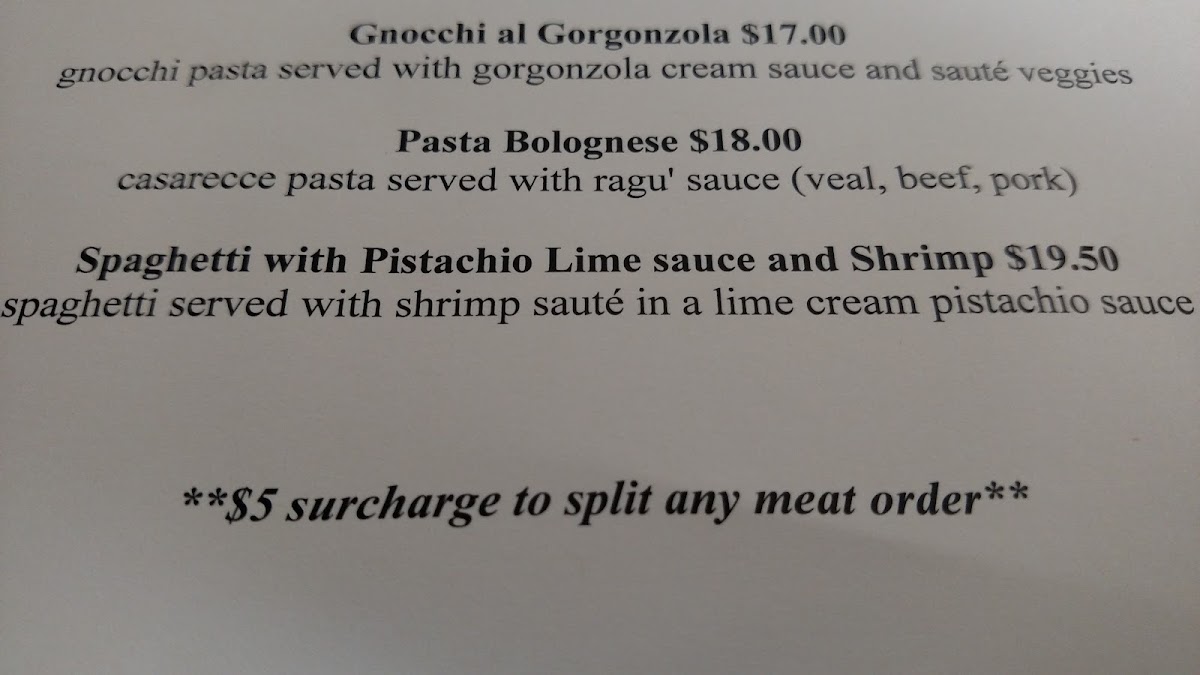 Gnocchi al Gorgonzola $17.00
gnocchi pasta served with gorgonzola cream sauce and sauté veggies
Pasta Bolognese $18.00
casarecce pasta served with ragu' sauce (veal, beef, pork)
Spaghetti with Pistachio Lime sauce and Shrimp $19.50
spaghetti served with shrimp sauté in a lime cream pistachio sauce
**$5 surcharge to split any meat order**